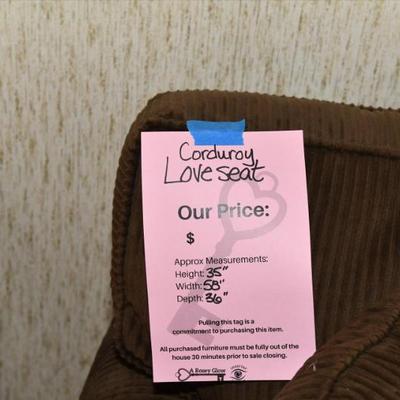 Corduroy
Love seat
Our Price:
$
Approx Measurements:
Height: 35"
Width: 58"
Depth: 36"
Pulling this tag is a
commitment to purchasing this item.
All purchased furniture must be fully out of the
house 30 minutes prior to sale closing.
A Rosey Glow